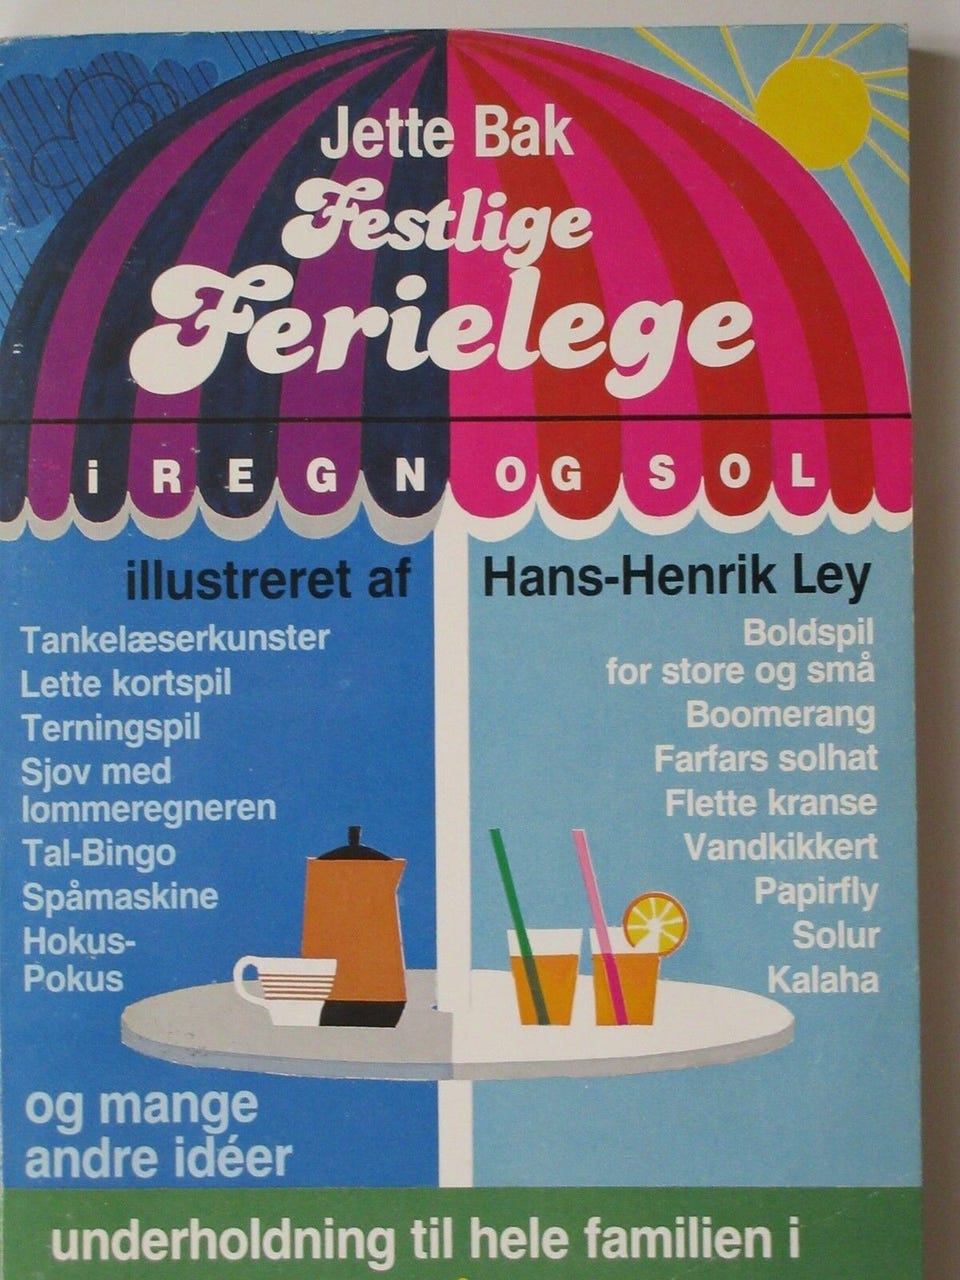 Jette Bak
Festlige
Ferielege
i REGN OG SOL
illustreret af Hans-Henrik Ley
Tankelæserkunster
Lette kortspil
Terningspil
Sjov med
lommeregneren
Tal-Bingo
Spåmaskine
Hokus-
Pokus
Boldspil
for store og små
Boomerang
Farfars solhat
Flette kranse
Vandkikkert
Papirfly
Solur
Kalaha
og mange
andre idéer
underholdning til hele familien i